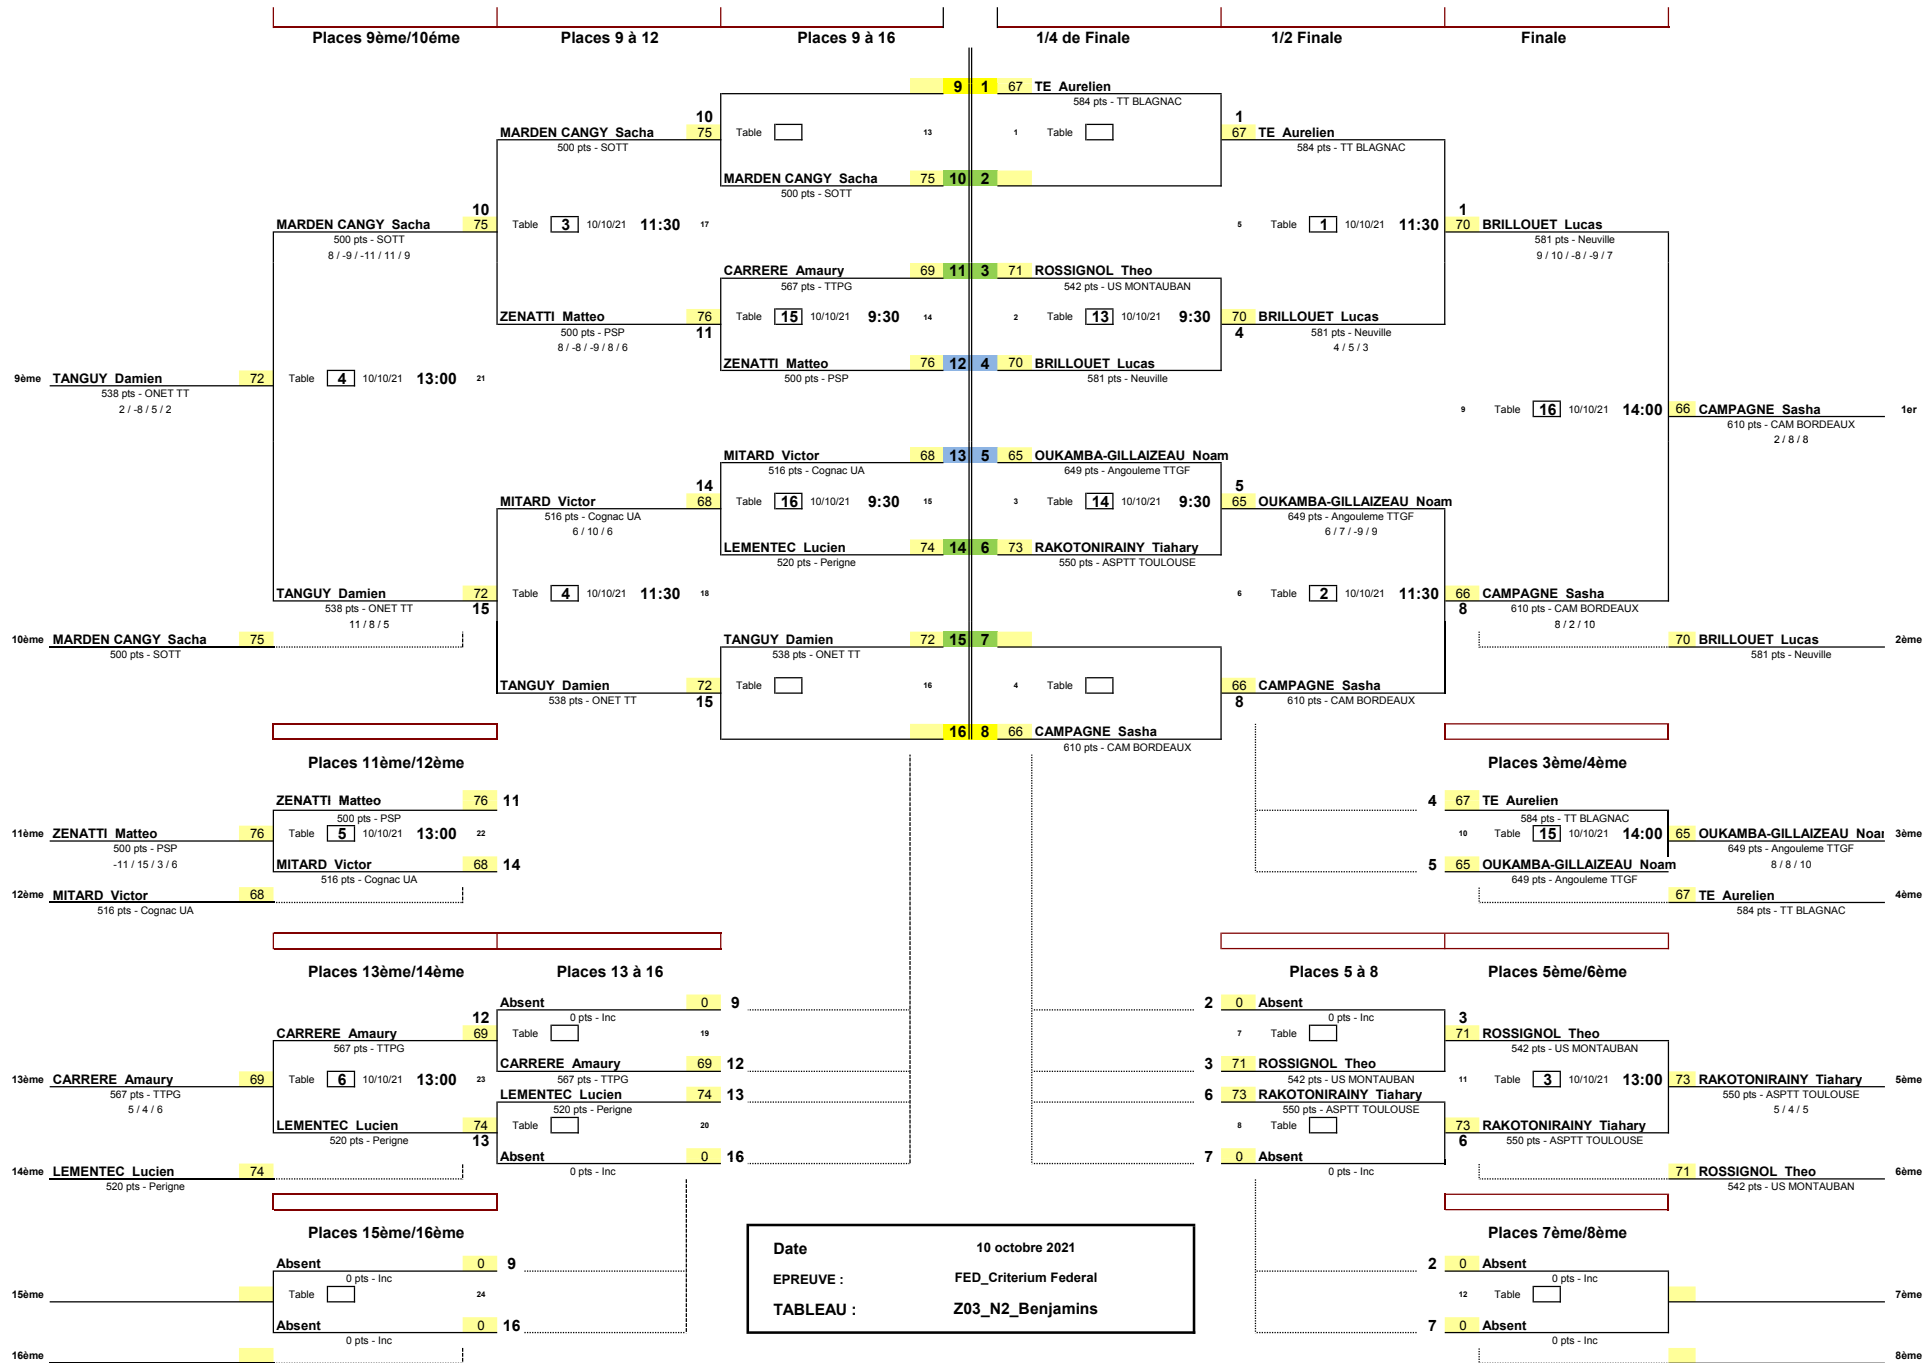 Places 9ème/10éme Places 9 à 12 Places 9 à 16 1/4 de Finale 1/2 Finale Finale
9 1 67 TE Aurelien
584 pts - TT BLAGNAC
10 1
MARDEN CANGY Sacha 75 Table 13 1 Table 67 TE Aurelien
500 pts - SOTT 584 pts - TT BLAGNAC
MARDEN CANGY Sacha 75 10 2
500 pts - SOTT
10 1
MARDEN CANGY Sacha 75 Table 3 10/10/21 11:30 17 5 Table 1 10/10/21 11:30 70 BRILLOUET Lucas
500 pts - SOTT 581 pts - Neuville
8 / -9 / -11 / 11 / 9 9 / 10 / -8 / -9 / 7
CARRERE Amaury 69 11 3 71 ROSSIGNOL Theo
567 pts - TTPG 542 pts - US MONTAUBAN
ZENATTI Matteo 76 Table 15 10/10/21 9:30 14 2 Table 13 10/10/21 9:30 70 BRILLOUET Lucas
500 pts - PSP 11 4 581 pts - Neuville
8 / -8 / -9 / 8 / 6 4 / 5 / 3
ZENATTI Matteo 76 12 4 70 BRILLOUET Lucas
500 pts - PSP 581 pts - Neuville
9ème TANGUY Damien 72 Table 4 10/10/21 13:00 21
538 pts - ONET TT
2 / -8 / 5 / 2
9 Table 16 10/10/21 14:00 66 CAMPAGNE Sasha 1er
610 pts - CAM BORDEAUX
2 / 8 / 8
MITARD Victor 68 13 5 65 OUKAMBA-GILLAIZEAU Noam
516 pts - Cognac UA 649 pts - Angouleme TTGF
14 5
MITARD Victor 68 Table 16 10/10/21 9:30 15 3 Table 14 10/10/21 9:30 65 OUKAMBA-GILLAIZEAU Noam
516 pts - Cognac UA 649 pts - Angouleme TTGF
6 / 10 / 6 6 / 7 / -9 / 9
LEMENTEC Lucien 74 14 6 73 RAKOTONIRAINY Tiahary
520 pts - Perigne 550 pts - ASPTT TOULOUSE
TANGUY Damien 72 Table 4 10/10/21 11:30 18 6 Table 2 10/10/21 11:30 66 CAMPAGNE Sasha
538 pts - ONET TT 15 8 610 pts - CAM BORDEAUX
11 / 8 / 5 8 / 2 / 10
10ème MARDEN CANGY Sacha 75 TANGUY Damien 72 15 7 70 BRILLOUET Lucas 2ème
500 pts - SOTT 538 pts - ONET TT 581 pts - Neuville
TANGUY Damien 72 Table 16 4 Table 66 CAMPAGNE Sasha
538 pts - ONET TT 15 8 610 pts - CAM BORDEAUX
16 8 66 CAMPAGNE Sasha
610 pts - CAM BORDEAUX
Places 11ème/12ème Places 3ème/4ème
ZENATTI Matteo 76 11 4 67 TE Aurelien
500 pts - PSP 584 pts - TT BLAGNAC
11ème ZENATTI Matteo 76 Table 5 10/10/21 13:00 22 10 Table 15 10/10/21 14:00 65 OUKAMBA-GILLAIZEAU Noar 3ème
500 pts - PSP 649 pts - Angouleme TTGF
-11 / 15 / 3 / 6 8 / 8 / 10
MITARD Victor 68 14 5 65 OUKAMBA-GILLAIZEAU Noam
516 pts - Cognac UA 649 pts - Angouleme TTGF
12ème MITARD Victor 68 67 TE Aurelien 4ème
516 pts - Cognac UA 584 pts - TT BLAGNAC
Places 13ème/14ème Places 13 à 16 Places 5 à 8 Places 5ème/6ème
Absent 0 9 2 0 Absent
0 pts - Inc 0 pts - Inc
12 3
CARRERE Amaury 69 Table 19 7 Table 71 ROSSIGNOL Theo
567 pts - TTPG 542 pts - US MONTAUBAN
CARRERE Amaury 69 12 3 71 ROSSIGNOL Theo
567 pts - TTPG 542 pts - US MONTAUBAN
13ème CARRERE Amaury 69 Table 6 10/10/21 13:00 23 11 Table 3 10/10/21 13:00 73 RAKOTONIRAINY Tiahary 5ème
567 pts - TTPG 550 pts - ASPTT TOULOUSE
5 / 4 / 6 5 / 4 / 5
LEMENTEC Lucien 74 13 6 73 RAKOTONIRAINY Tiahary
520 pts - Perigne 550 pts - ASPTT TOULOUSE
LEMENTEC Lucien 74 Table 20 8 Table 73 RAKOTONIRAINY Tiahary
520 pts - Perigne 13 6 550 pts - ASPTT TOULOUSE
Absent 0 16 7 0 Absent
0 pts - Inc 0 pts - Inc
14ème LEMENTEC Lucien 74 71 ROSSIGNOL Theo 6ème
520 pts - Perigne 542 pts - US MONTAUBAN
Places 15ème/16ème Places 7ème/8ème
Absent 0 9 2 0 Absent
0 pts - Inc 0 pts - Inc
15ème Table 24 12 Table 7ème
Absent 0 16 7 0 Absent
0 pts - Inc 0 pts - Inc
16ème 8ème
Date 10 octobre 2021
EPREUVE : FED_Criterium Federal
TABLEAU : Z03_N2_Benjamins